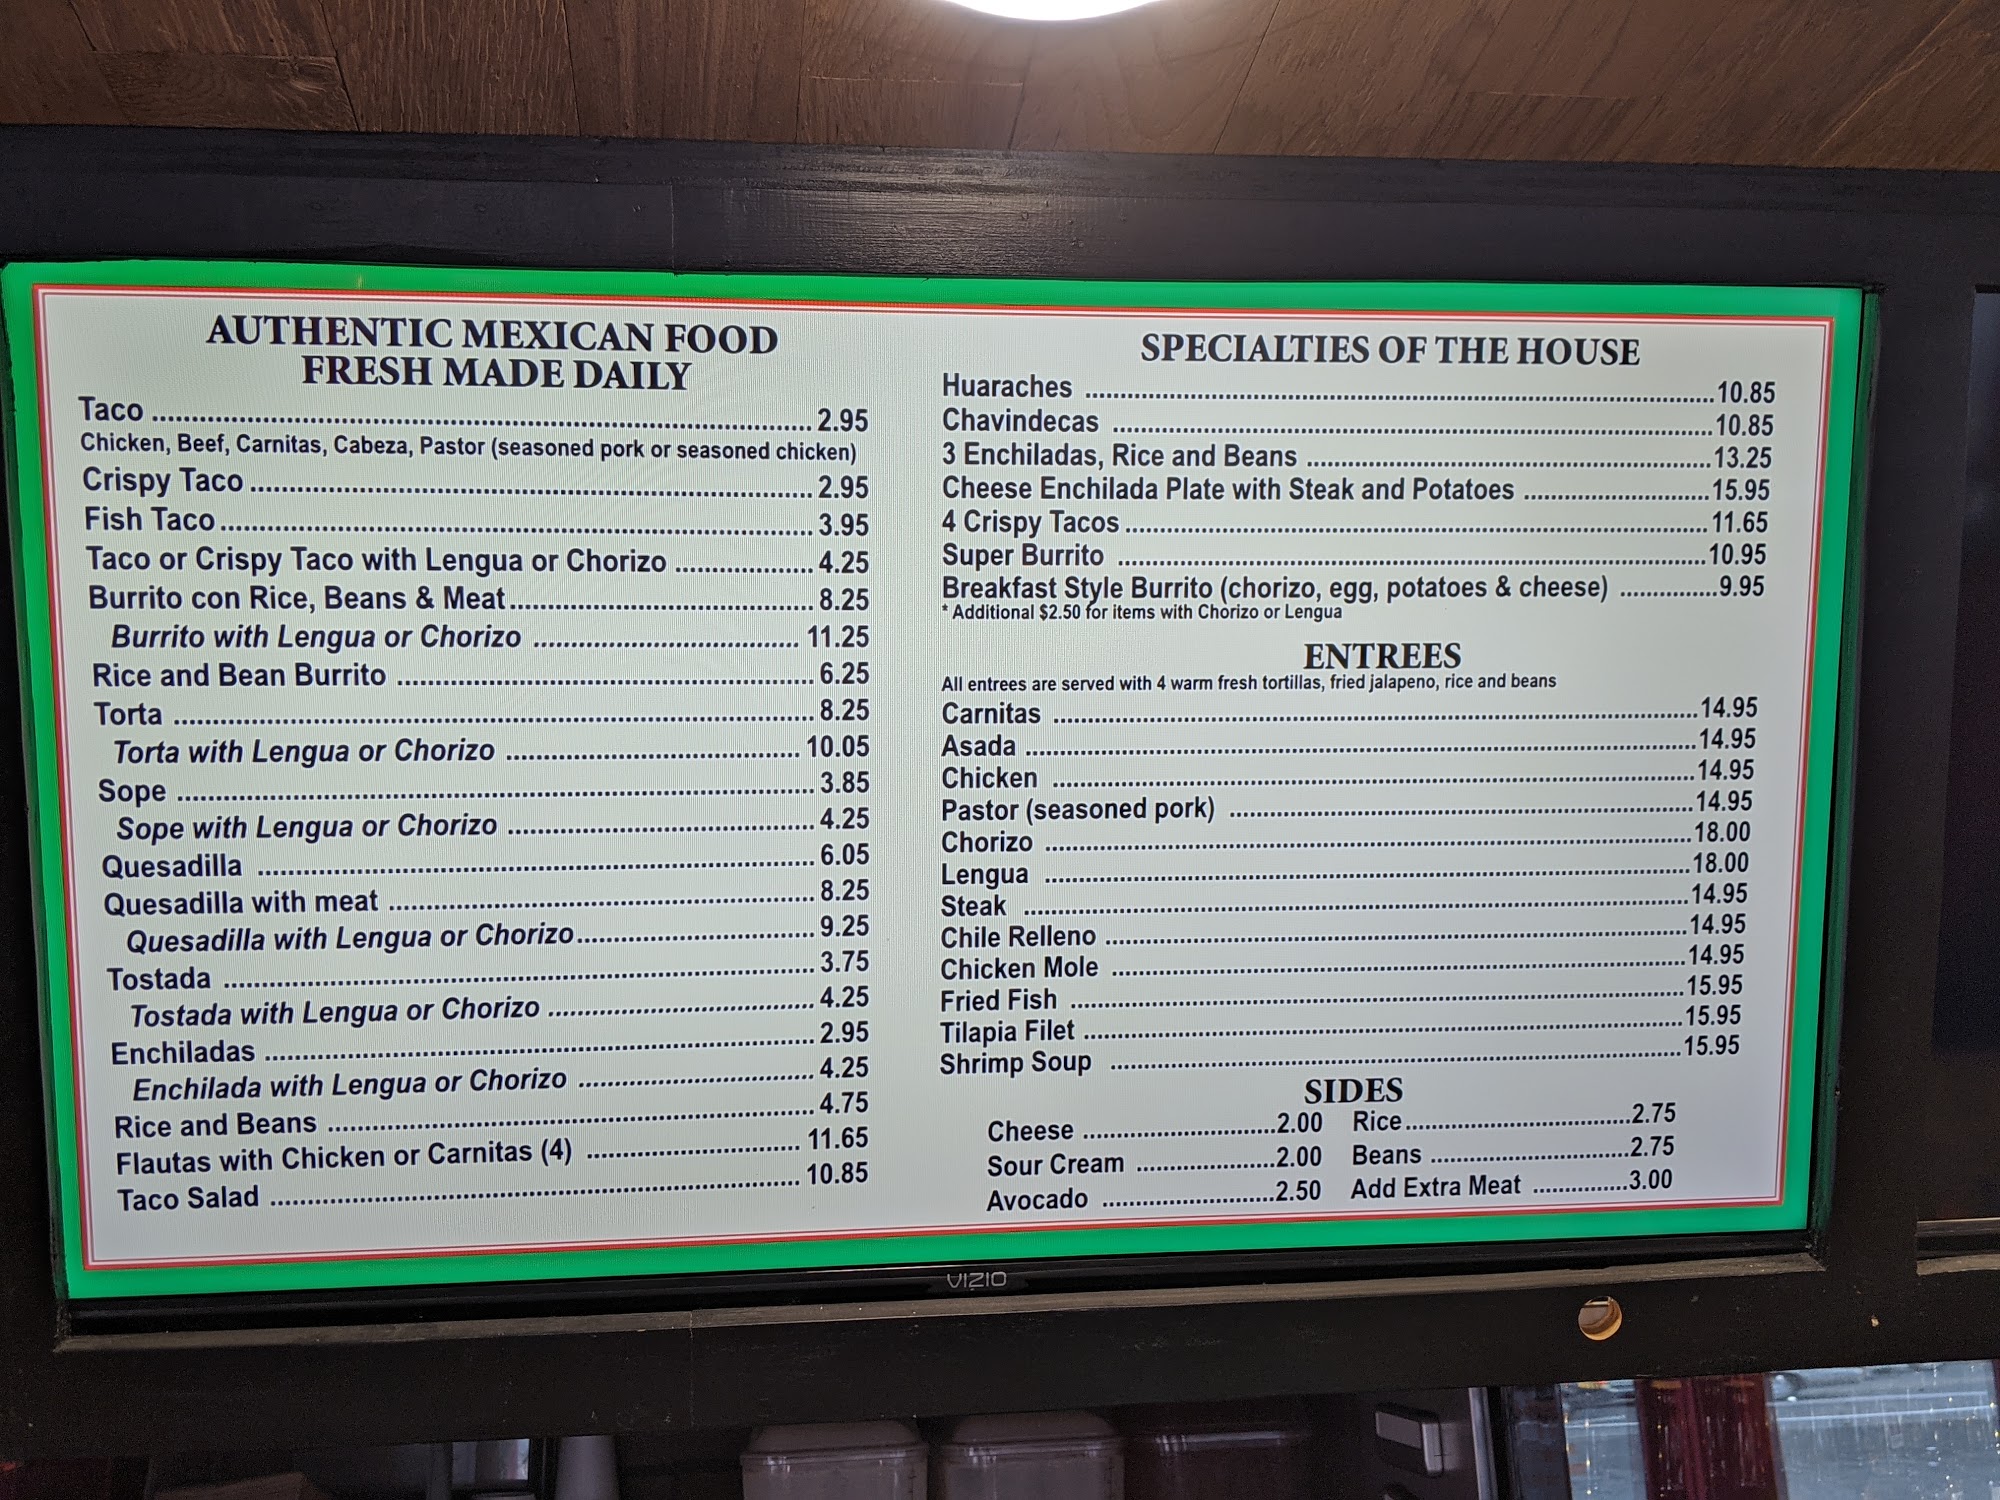 AUTHENTIC MEXICAN FOOD
FRESH MADE DAILY
Taco ........ 2.95
Chicken, Beef, Carnitas, Cabeza, Pastor (seasoned pork or seasoned chicken)
Crispy Taco ........ 2.95
Fish Taco ........ 3.95
Taco or Crispy Taco with Lengua or Chorizo ........ 4.25
Burrito con Rice, Beans & Meat ........ 8.25
Burrito with Lengua or Chorizo ........ 11.25
Rice and Bean Burrito ........ 6.25
Torta ........ 8.25
Torta with Lengua or Chorizo ........ 10.05
Sope ........ 3.85
Sope with Lengua or Chorizo ........ 4.25
Quesadilla ........ 6.05
Quesadilla with meat ........ 8.25
Quesadilla with Lengua or Chorizo ........ 9.25
Tostada ........ 3.75
Tostada with Lengua or Chorizo ........ 4.25
Enchiladas ........ 2.95
Enchilada with Lengua or Chorizo ........ 4.25
Rice and Beans ........ 4.75
Flautas with Chicken or Carnitas (4) ........ 11.65
Taco Salad ........ 10.85
SPECIALTIES OF THE HOUSE
Huaraches ........ 10.85
Chavindecas ........ 10.85
3 Enchiladas, Rice and Beans ........ 13.25
Cheese Enchilada Plate with Steak and Potatoes ........ 15.95
4 Crispy Tacos ........ 11.65
Super Burrito ........ 10.95
Breakfast Style Burrito (chorizo, egg, potatoes & cheese) ........ 9.95
* Additional $2.50 for items with Chorizo or Lengua
ENTREES
All entrees are served with 4 warm fresh tortillas, fried jalapeno, rice and beans
Carnitas ........ 14.95
Asada ........ 14.95
Chicken ........ 14.95
Pastor (seasoned pork) ........ 14.95
Chorizo ........ 18.00
Lengua ........ 18.00
Steak ........ 14.95
Chile Relleno ........ 14.95
Chicken Mole ........ 14.95
Fried Fish ........ 15.95
Tilapia Filet ........ 15.95
Shrimp Soup ........ 15.95
SIDES
Cheese ........ 2.00 Rice ........ 2.75
Sour Cream ........ 2.00 Beans ........ 2.75
Avocado ........ 2.50 Add Extra Meat ........ 3.00
VIZIO